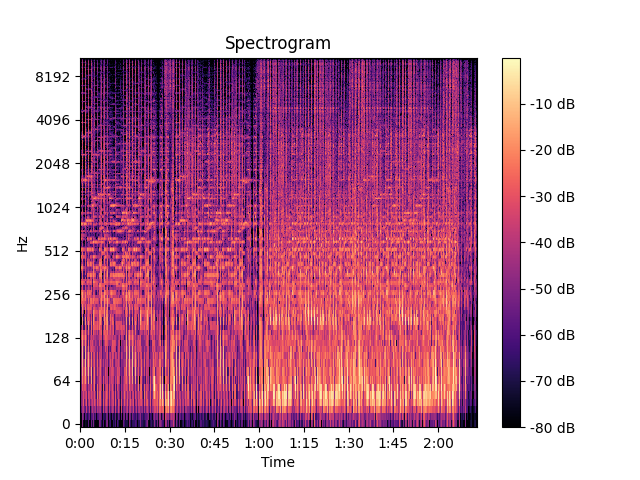 Spectrogram
8192
4096
2048
1024
512
256
128
64
0
Hz
0:00 0:15 0:30 0:45 1:00 1:15 1:30 1:45 2:00
Time
-10 dB
-20 dB
-30 dB
-40 dB
-50 dB
-60 dB
-70 dB
-80 dB